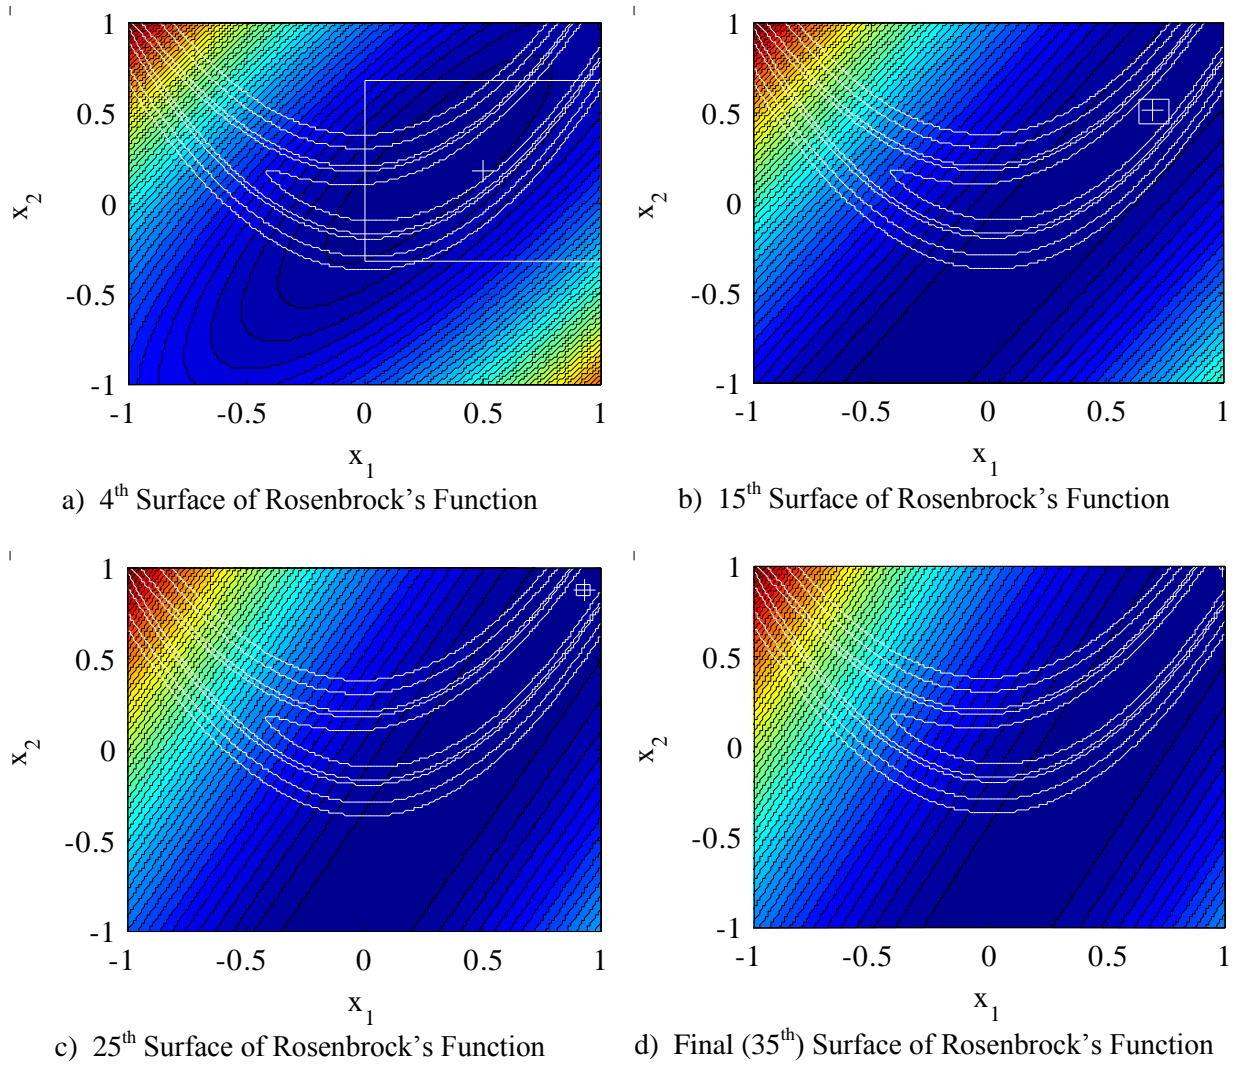 1
0.5
0
-0.5
-1
-1 -0.5 0 0.5 1
x2
x1
a) 4th Surface of Rosenbrock’s Function
1
0.5
0
-0.5
-1
-1 -0.5 0 0.5 1
x2
x1
b) 15th Surface of Rosenbrock’s Function
1
0.5
0
-0.5
-1
-1 -0.5 0 0.5 1
x2
x1
c) 25th Surface of Rosenbrock’s Function
1
0.5
0
-0.5
-1
-1 -0.5 0 0.5 1
x2
x1
d) Final (35th) Surface of Rosenbrock’s Function